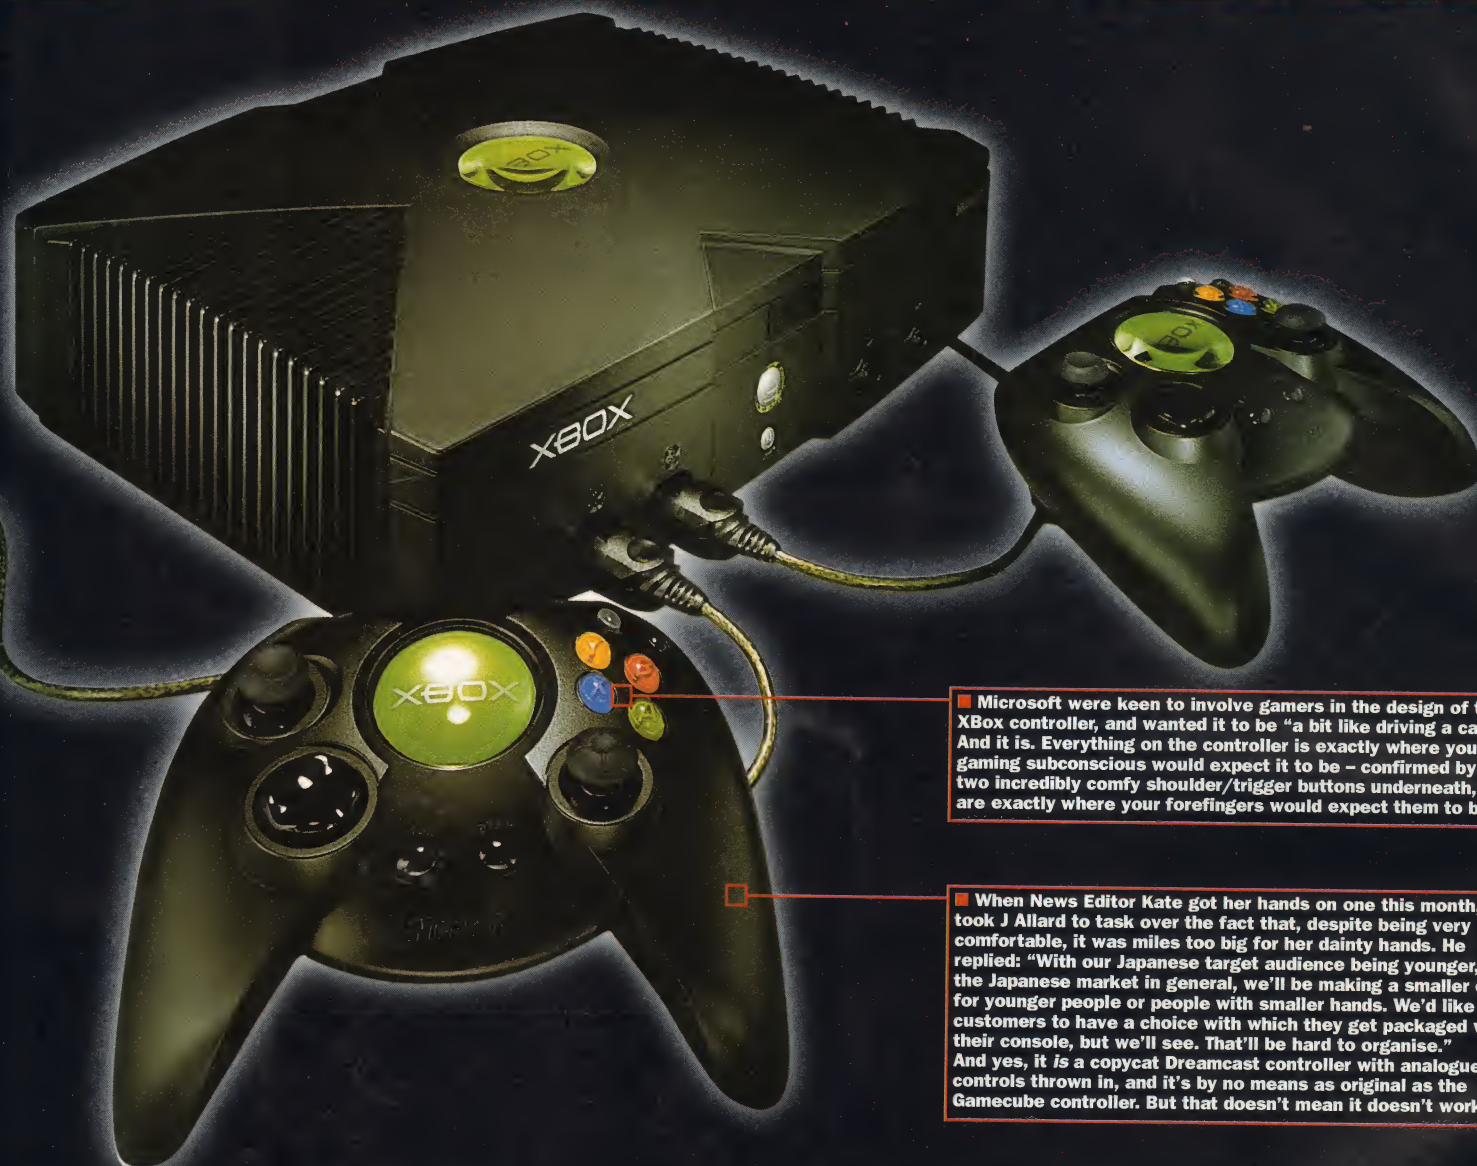 XBOX
XBOX
XBOX
XBOX
Y
X
■ Microsoft were keen to involve gamers in the design of
XBox controller, and wanted it to be “a bit like driving a
And it is. Everything on the controller is exactly where
gaming subconscious would expect it to be – confirmed by
two incredibly comfy shoulder/trigger buttons underneath,
are exactly where your forefingers would expect them to
■ When News Editor Kate got her hands on one this month
took J Allard to task over the fact that, despite being very
comfortable, it was miles too big for her dainty hands. He
replied: “With our Japanese target audience being younger,
the Japanese market in general, we’ll be making a smaller
for younger people or people with smaller hands. We’d like
customers to have a choice with which they get packaged
their console, but we’ll see. That’ll be hard to organise.”
And yes, it is a copycat Dreamcast controller with analogue
controls thrown in, and it’s by no means as original as the
Gamecube controller. But that doesn’t mean it doesn’t work